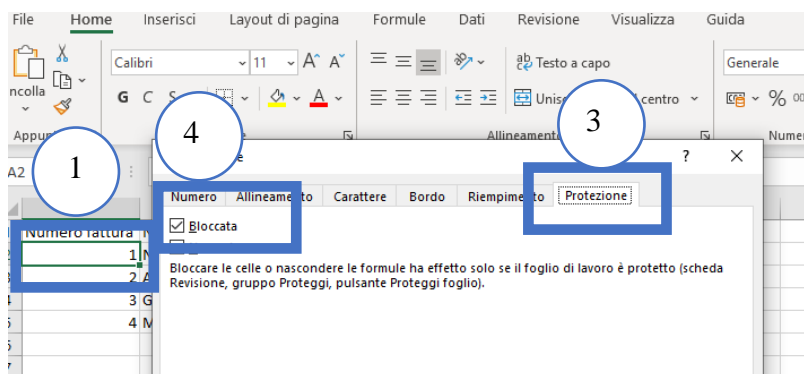 File Home Inserisci Layout di pagina Formule Dati Revisione Visualizza Guida
Calibri 11 A A Testo a capo Generale
ncolla
G C S A centro % 00
Allineamento
4
3
1
A2
? ×
Numero Allineamento Carattere Bordo Riempimento Protezione
Bloccata
Numero fattura
1
2 A
3 G
4 M
Bloccare le celle o nascondere le formule ha effetto solo se il foglio di lavoro è protetto (scheda
Revisione, gruppo Proteggi, pulsante Proteggi foglio).